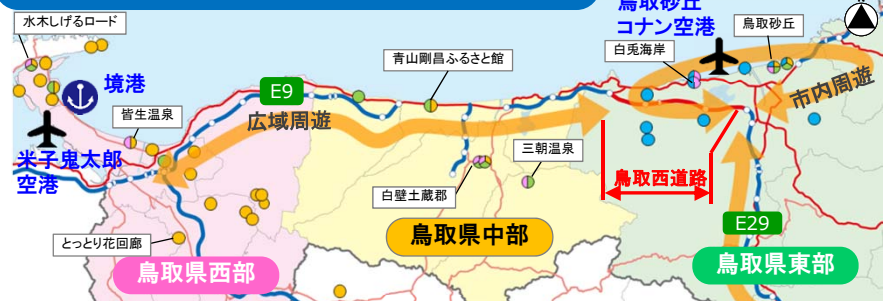 水木しげるロード
境港
皆生温泉
米子鬼太郎
空港
とっとり花回廊
鳥取県西部
E9
広域周遊
青山剛昌ふるさと館
白壁土蔵郡
三朝温泉
鳥取県中部
鳥取砂丘
コナン空港
白兎海岸
鳥取砂丘
市内周遊
鳥取西道路
E29
鳥取県東部